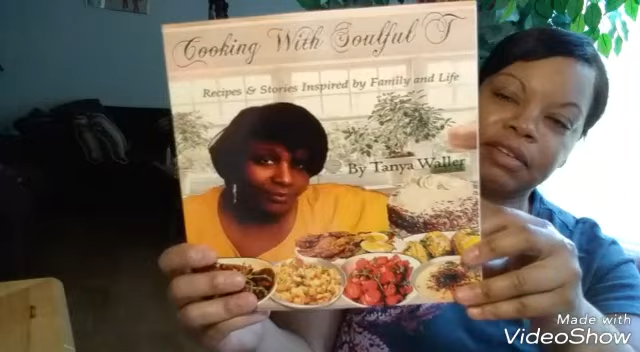 Cooking With Soulful T
Recipes & Stories Inspired by Family and Life
By Tanya Waller
Made with
VideoShow